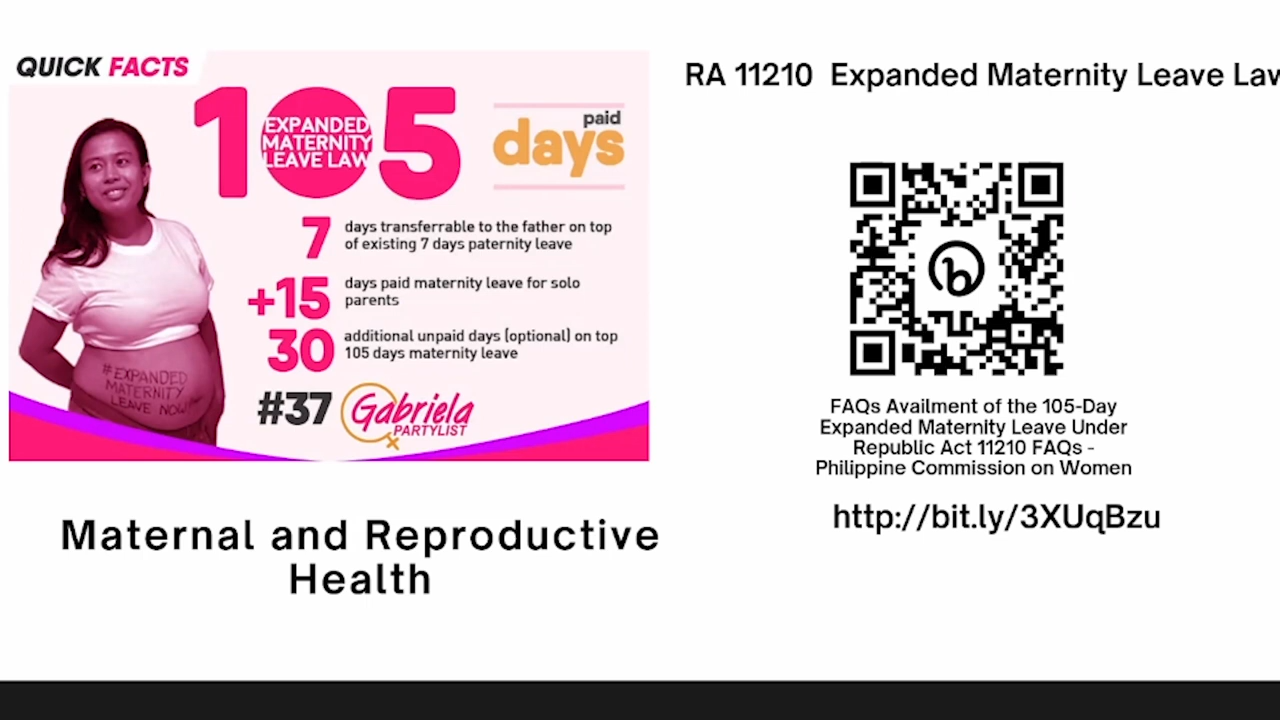 QUICK FACTS
105
EXPANDED
MATERNITY
LEAVE LAW
paid
days
7
days transferrable to the father on top
of existing 7 days paternity leave
+15
days paid maternity leave for solo
parents
30
additional unpaid days (optional) on top
105 days maternity leave
#EXPANDED
MATERNITY
LEAVE NOW!
#37
Gabriela
PARTYLIST
Maternal and Reproductive
Health
RA 11210 Expanded Maternity Leave Law
b
FAQs Availment of the 105-Day
Expanded Maternity Leave Under
Republic Act 11210 FAQs -
Philippine Commission on Women
http://bit.ly/3XUqBzu